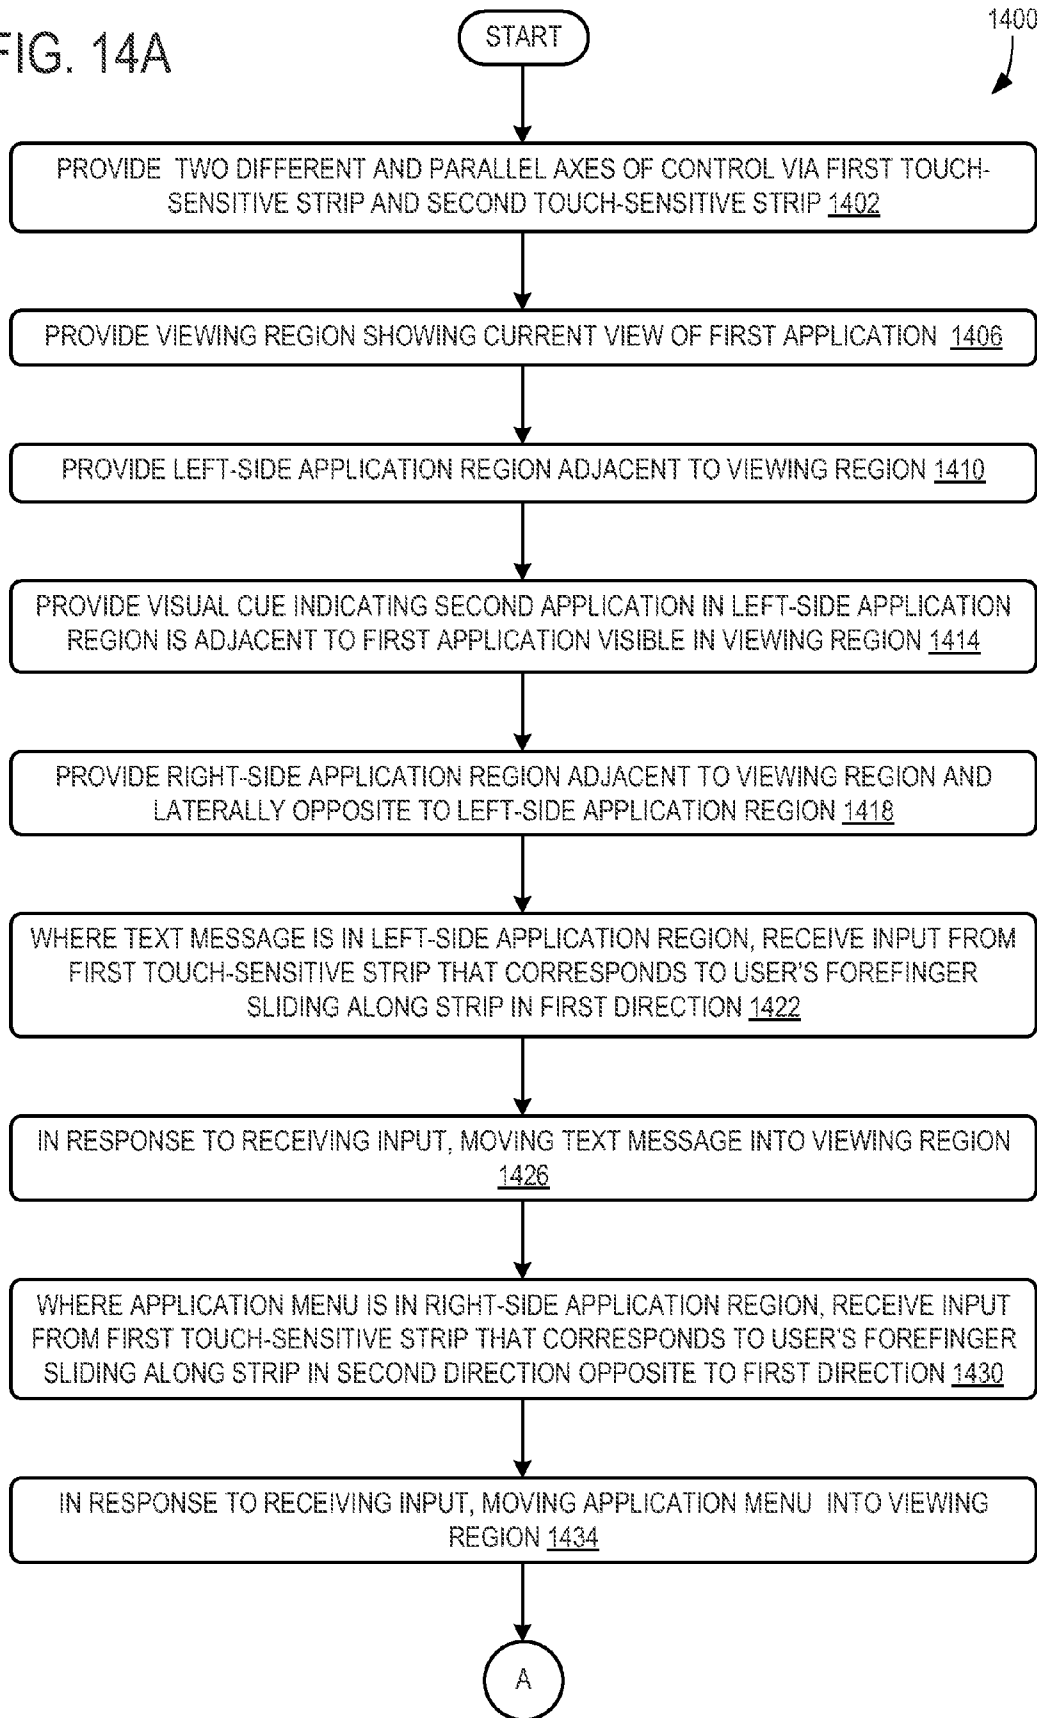 FIG. 14A
START
1400
PROVIDE TWO DIFFERENT AND PARALLEL AXES OF CONTROL VIA FIRST TOUCH-
SENSITIVE STRIP AND SECOND TOUCH-SENSITIVE STRIP 1402
PROVIDE VIEWING REGION SHOWING CURRENT VIEW OF FIRST APPLICATION 1406
PROVIDE LEFT-SIDE APPLICATION REGION ADJACENT TO VIEWING REGION 1410
PROVIDE VISUAL CUE INDICATING SECOND APPLICATION IN LEFT-SIDE APPLICATION
REGION IS ADJACENT TO FIRST APPLICATION VISIBLE IN VIEWING REGION 1414
PROVIDE RIGHT-SIDE APPLICATION REGION ADJACENT TO VIEWING REGION AND
LATERALLY OPPOSITE TO LEFT-SIDE APPLICATION REGION 1418
WHERE TEXT MESSAGE IS IN LEFT-SIDE APPLICATION REGION, RECEIVE INPUT FROM
FIRST TOUCH-SENSITIVE STRIP THAT CORRESPONDS TO USER'S FOREFINGER
SLIDING ALONG STRIP IN FIRST DIRECTION 1422
IN RESPONSE TO RECEIVING INPUT, MOVING TEXT MESSAGE INTO VIEWING REGION
1426
WHERE APPLICATION MENU IS IN RIGHT-SIDE APPLICATION REGION, RECEIVE INPUT
FROM FIRST TOUCH-SENSITIVE STRIP THAT CORRESPONDS TO USER'S FOREFINGER
SLIDING ALONG STRIP IN SECOND DIRECTION OPPOSITE TO FIRST DIRECTION 1430
IN RESPONSE TO RECEIVING INPUT, MOVING APPLICATION MENU INTO VIEWING
REGION 1434
A